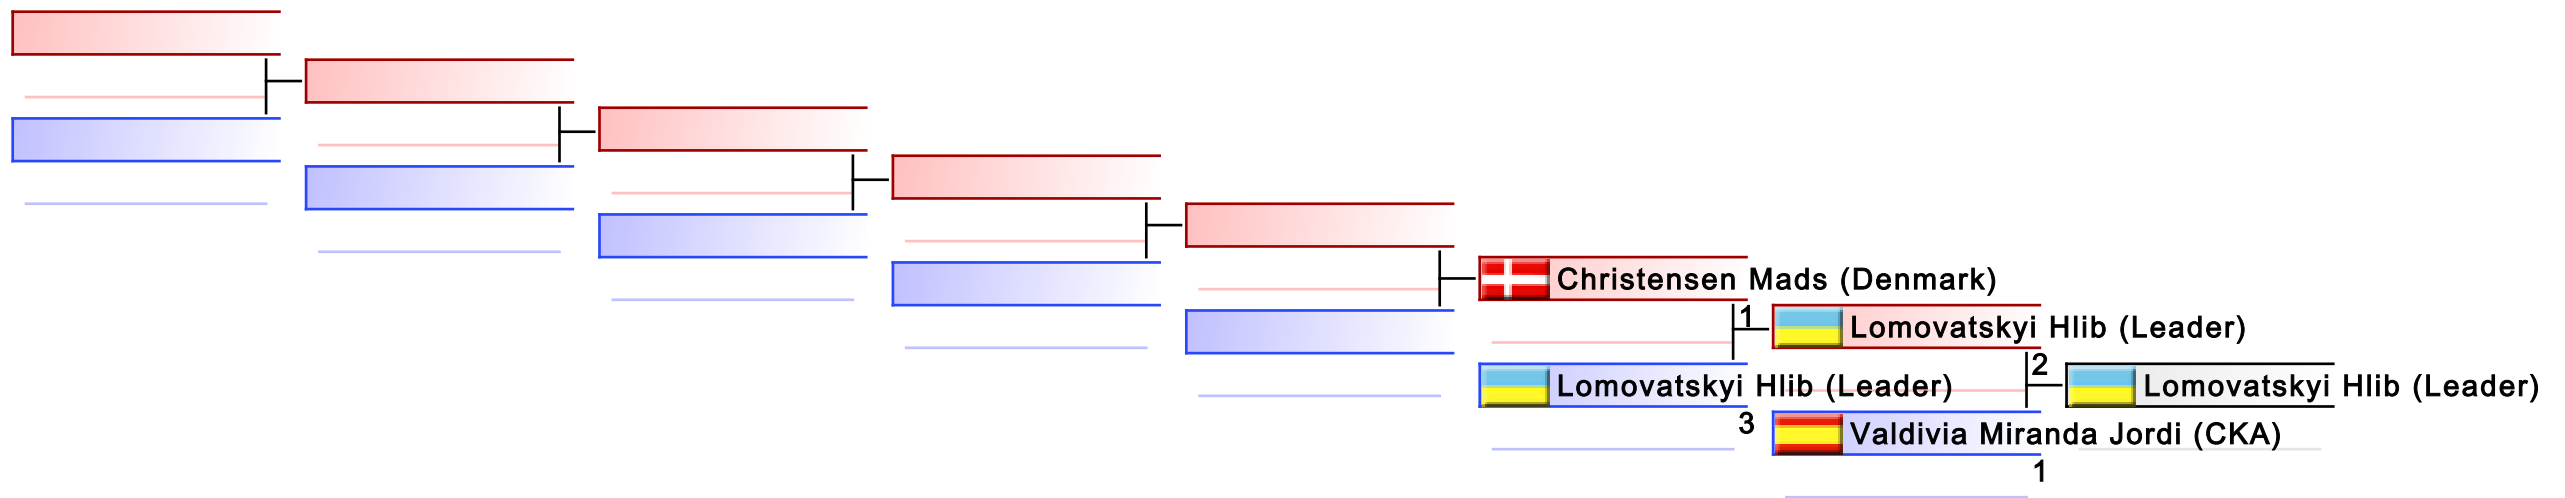 Christensen Mads (Denmark)
1
Lomovatskyi Hlib (Leader)
2
Lomovatskyi Hlib (Leader)
Lomovatskyi Hlib (Leader)
3
Valdivia Miranda Jordi (CKA)
1